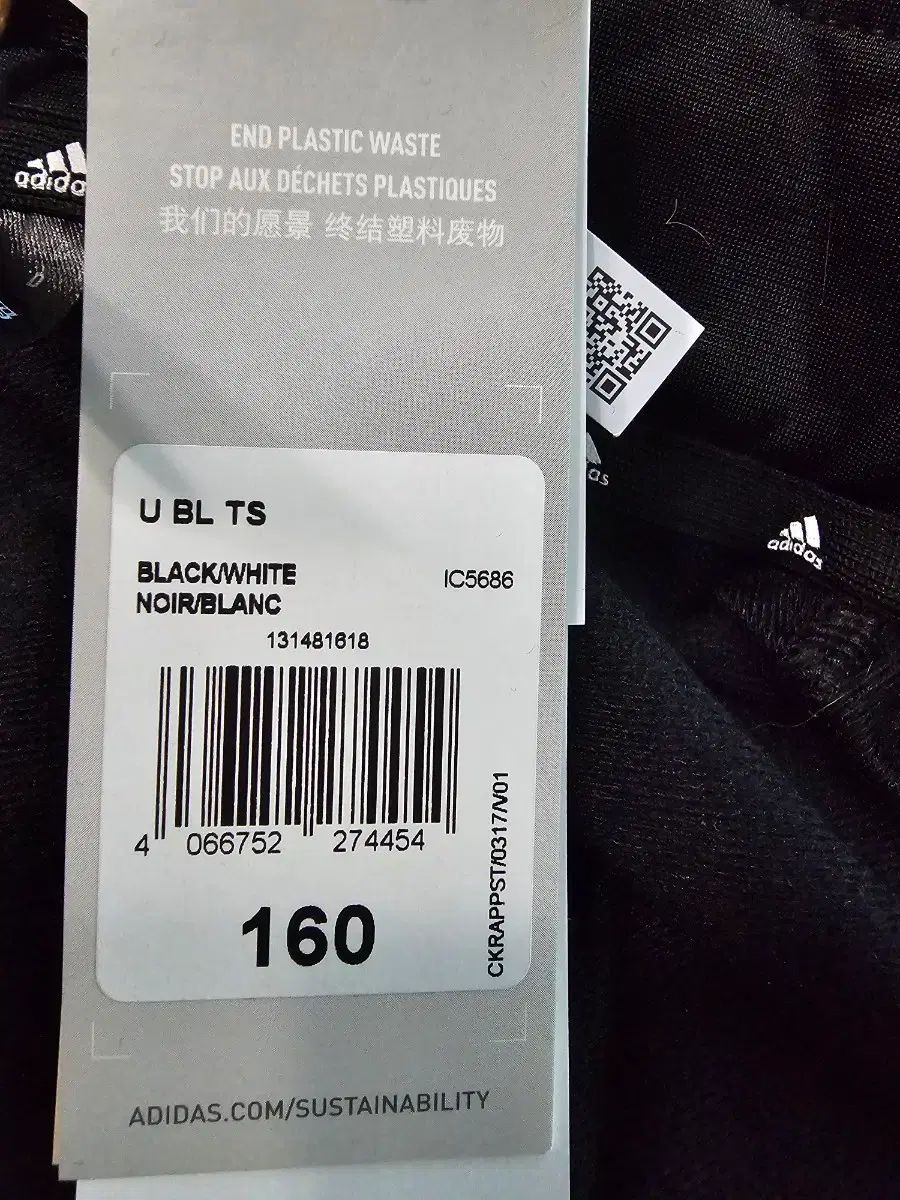 END PLASTIC WASTE
STOP AUX DÉCHETS PLASTIQUES
我们的愿景 终结塑料废物
adidas
U BL TS
BLACK/WHITE
NOIR/BLANC
IC5686
131481618
4 066752 274454
160
CKRAPPST/0317/V01
ADIDAS.COM/SUSTAINABILITY
das
adidas